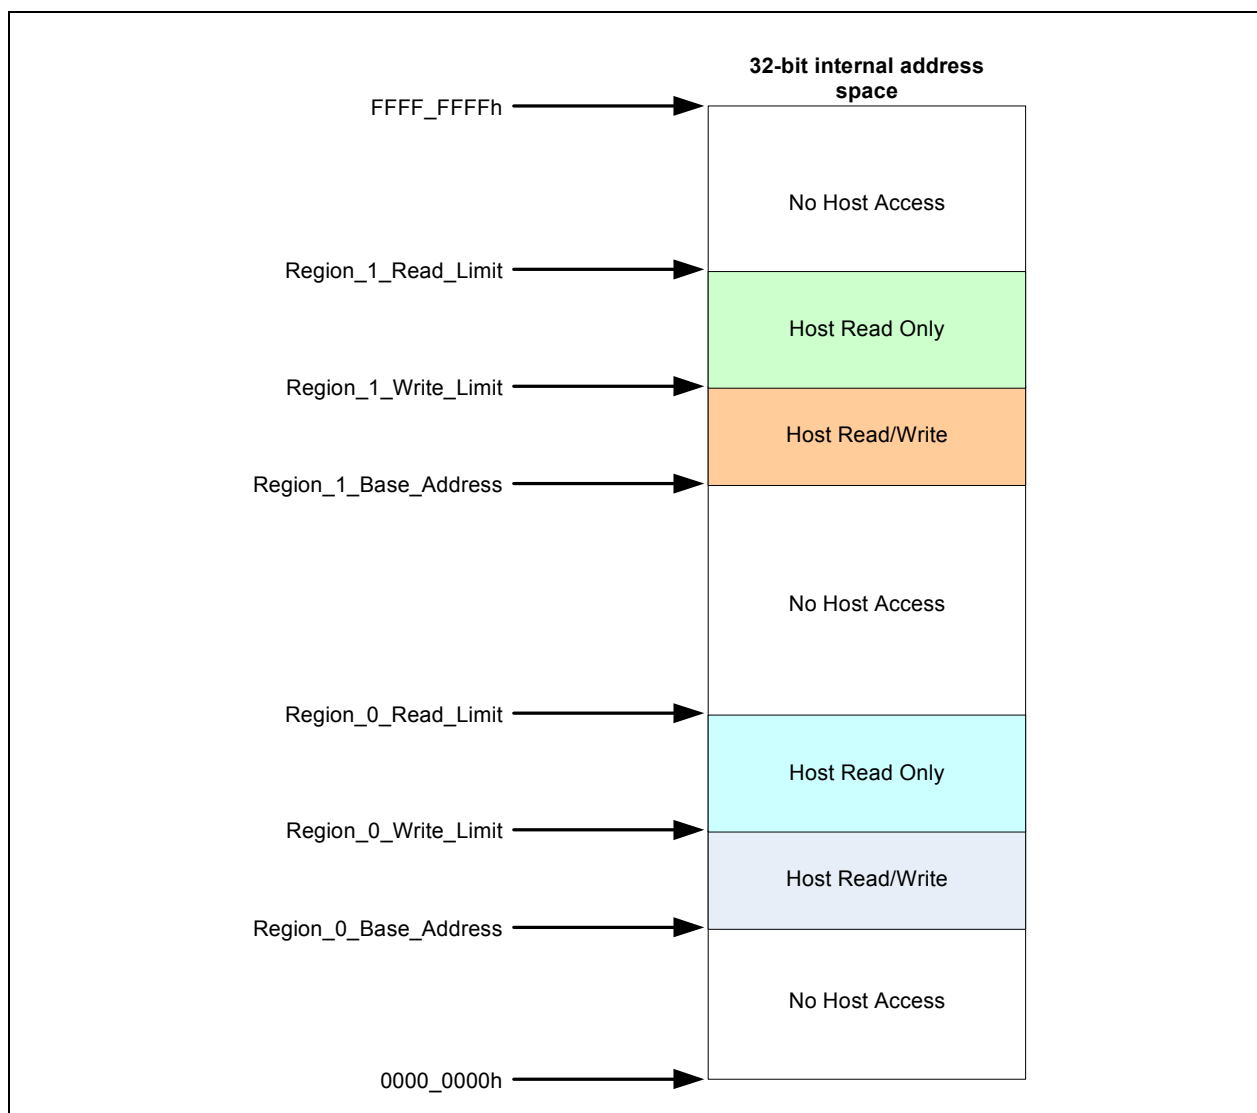 32-bit internal address
space
FFFF_FFFFh
No Host Access
Region_1_Read_Limit
Host Read Only
Region_1_Write_Limit
Host Read/Write
Region_1_Base_Address
No Host Access
Region_0_Read_Limit
Host Read Only
Region_0_Write_Limit
Host Read/Write
Region_0_Base_Address
No Host Access
0000_0000h